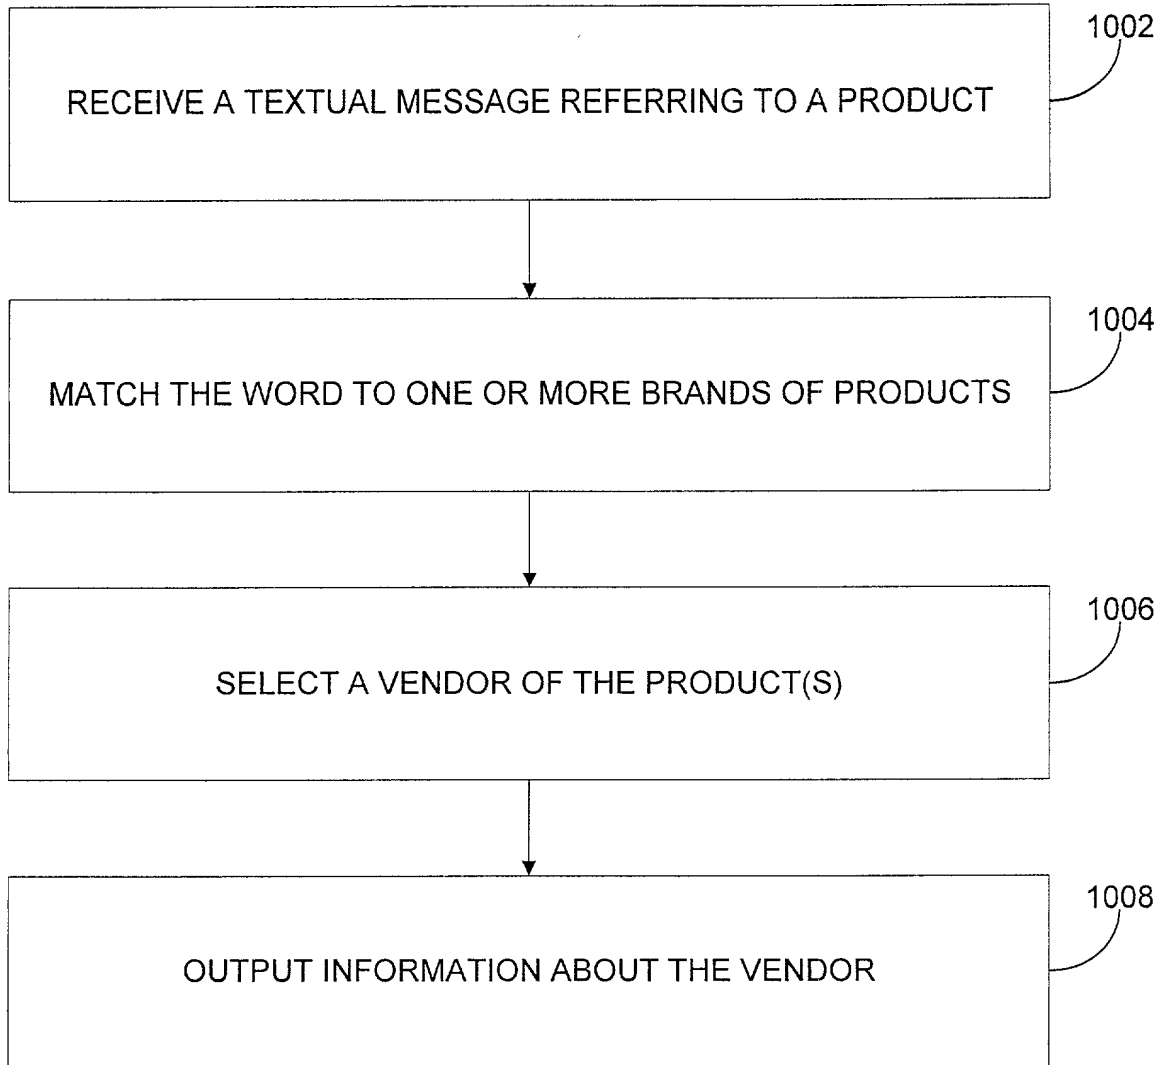 1002
RECEIVE A TEXTUAL MESSAGE REFERRING TO A PRODUCT
1004
MATCH THE WORD TO ONE OR MORE BRANDS OF PRODUCTS
1006
SELECT A VENDOR OF THE PRODUCT(S)
1008
OUTPUT INFORMATION ABOUT THE VENDOR